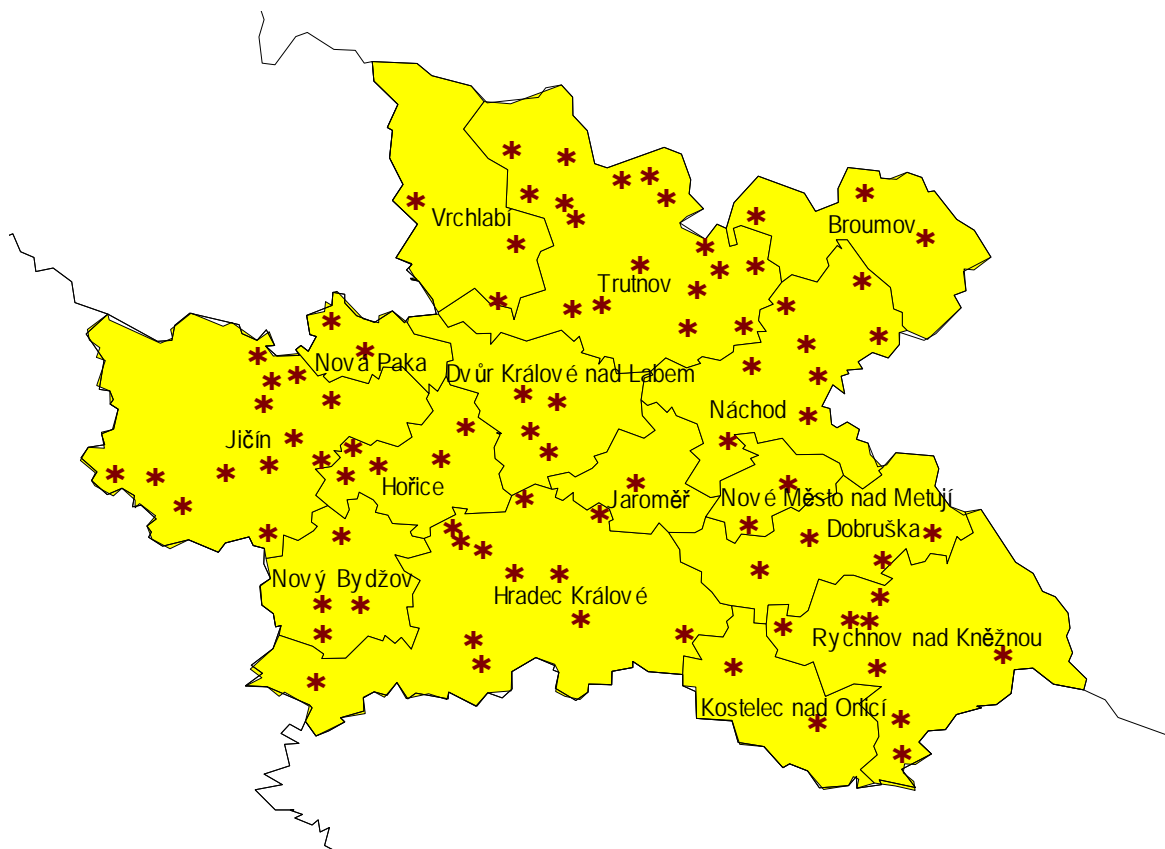 Vrchlabí
Broumov
Trutnov
Nová Paka
Dvůr Králové nad Labem
Náchod
Jičín
Hořice
Jaroměř
Nové Město nad Metují
Dobruška
Nový Bydžov
Hradec Králové
Rychnov nad Kněžnou
Kostelec nad Orlicí